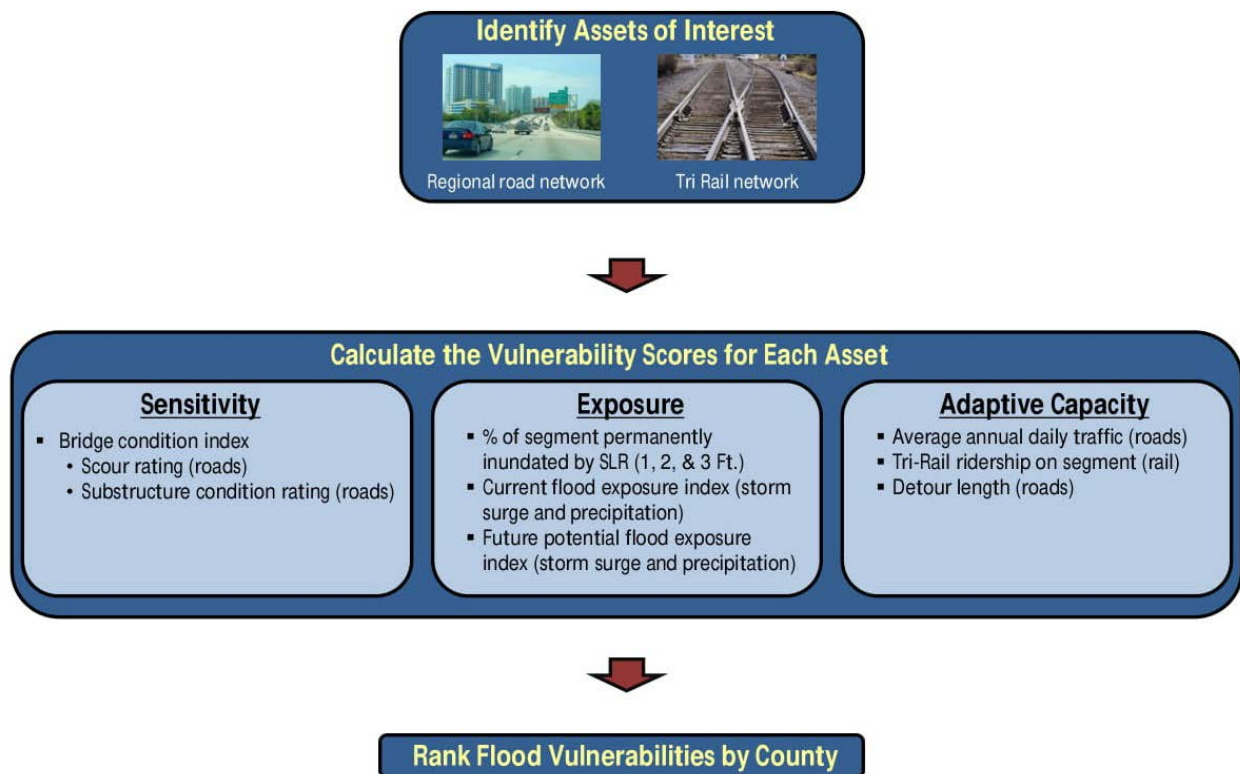 Identify Assets of Interest
Regional road network
Tri Rail network
Calculate the Vulnerability Scores for Each Asset
Sensitivity
▪ Bridge condition index
• Scour rating (roads)
• Substructure condition rating (roads)
Exposure
▪ % of segment permanently
inundated by SLR (1, 2, & 3 Ft.)
▪ Current flood exposure index (storm
surge and precipitation)
▪ Future potential flood exposure
index (storm surge and precipitation)
Adaptive Capacity
▪ Average annual daily traffic (roads)
▪ Tri-Rail ridership on segment (rail)
▪ Detour length (roads)
Rank Flood Vulnerabilities by County